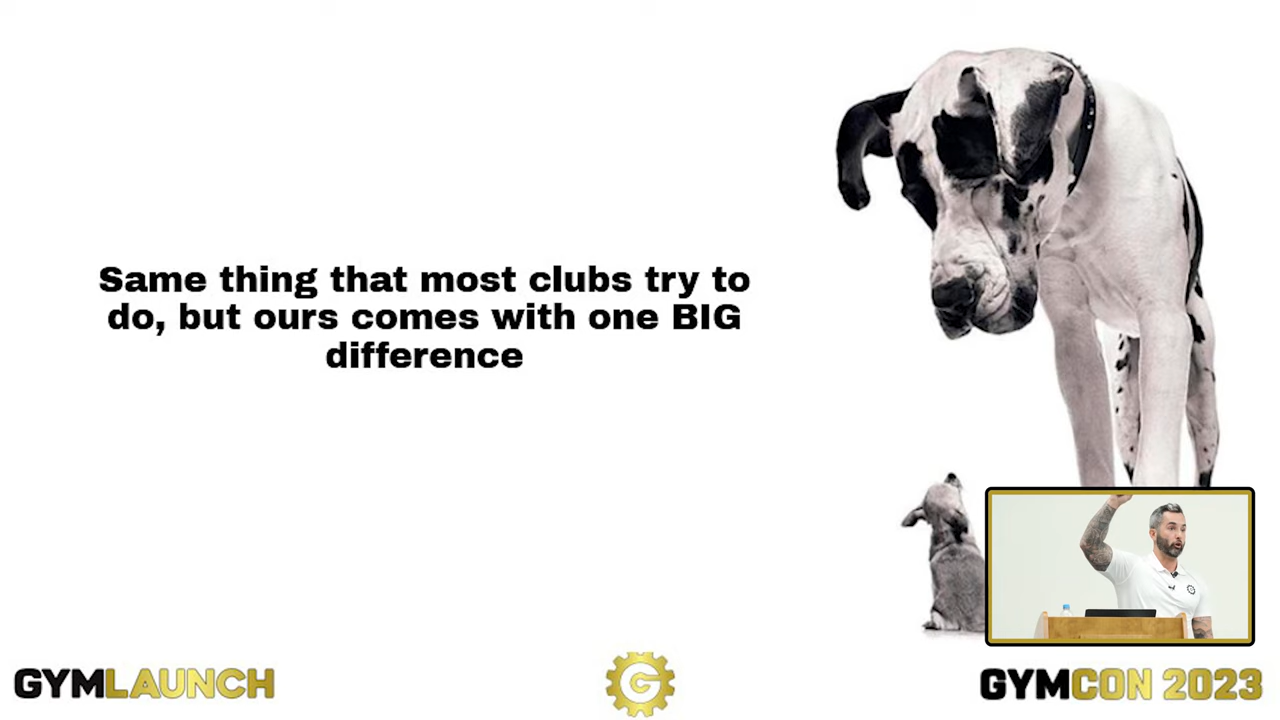 Same thing that most clubs try to
do, but ours comes with one BIG
difference
GYMLAUNCH
G
GYMCON 2023